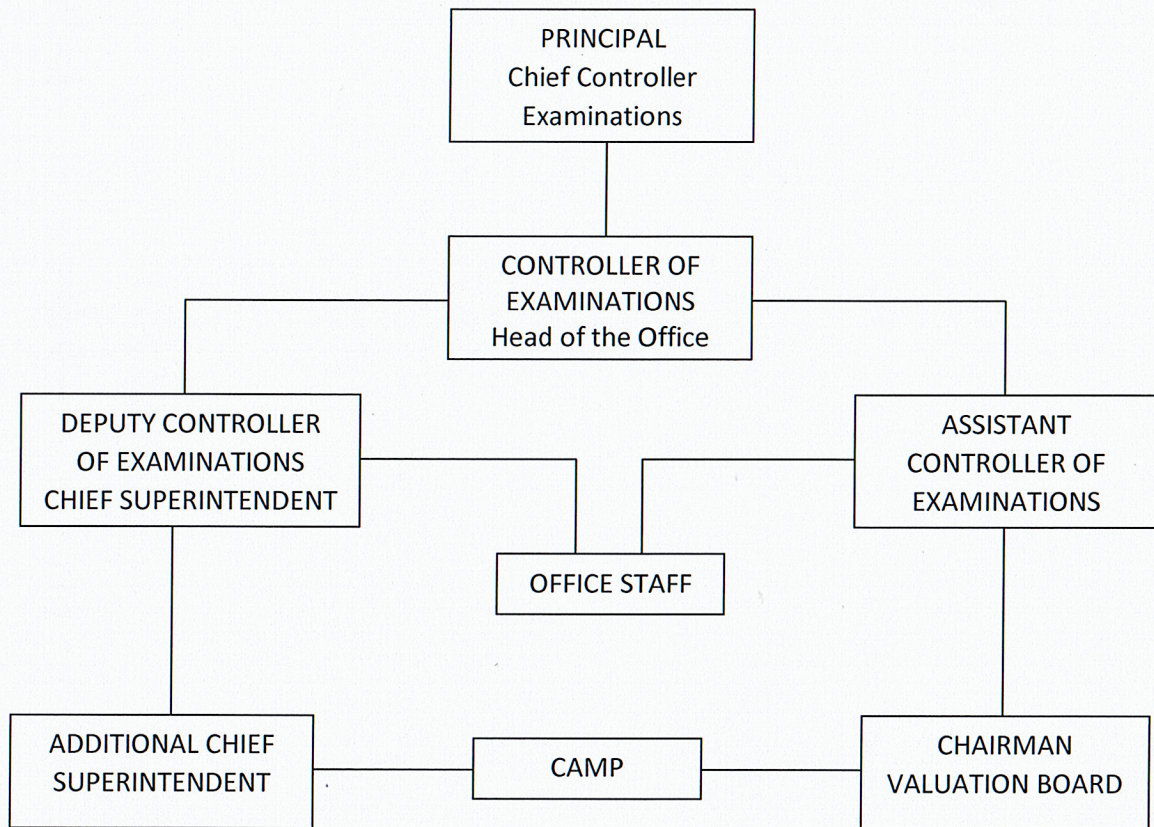 PRINCIPAL
Chief Controller
Examinations
CONTROLLER OF
EXAMINATIONS
Head of the Office
DEPUTY CONTROLLER
OF EXAMINATIONS
CHIEF SUPERINTENDENT
ASSISTANT
CONTROLLER OF
EXAMINATIONS
OFFICE STAFF
ADDITIONAL CHIEF
SUPERINTENDENT
CAMP
CHAIRMAN
VALUATION BOARD